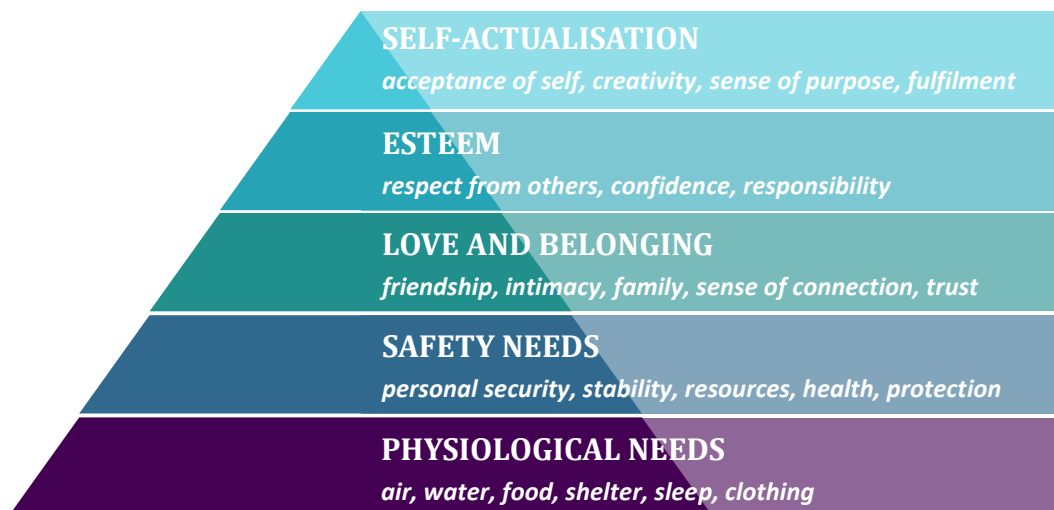 SELF-ACTUALISATION
acceptance of self, creativity, sense of purpose, fulfilment
ESTEEM
respect from others, confidence, responsibility
LOVE AND BELONGING
friendship, intimacy, family, sense of connection, trust
SAFETY NEEDS
personal security, stability, resources, health, protection
PHYSIOLOGICAL NEEDS
air, water, food, shelter, sleep, clothing